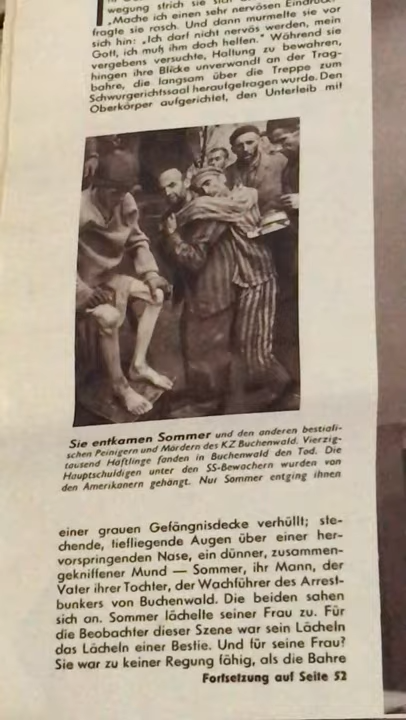 wegung strich sie sich
„Mache ich einen sehr nervösen Eindruck?"
fragte sie rasch. Und dann murmelte sie vor
sich hin: „Ich darf nicht nervös werden, mein
Gott, ich muß ihm doch helfen." Während sie
vergebens versuchte, Haltung zu bewahren,
hingen ihre Blicke unverwandt an der Trag-
bahre, die langsam über die Treppe zum
Schwurgerichtssaal heraufgetragen wurde. Den
Oberkörper aufgerichtet, den Unterleib mit
Sie entkamen Sommer und den anderen bestiali-
schen Peinigern und Mördern des KZ Buchenwald. Vierzig-
tausend Häftlinge fanden in Buchenwald den Tod. Die
Hauptschuldigen unter den SS-Bewachern wurden von
den Amerikanern gehängt. Nur Sommer entging ihnen
einer grauen Gefängnisdecke verhüllt; ste-
chende, tiefliegende Augen über einer her-
vorspringenden Nase, ein dünner, zusammen-
gekniffener Mund — Sommer, ihr Mann, der
Vater ihrer Tochter, der Wachführer des Arrest-
bunkers von Buchenwald. Die beiden sahen
sich an. Sommer lächelte seiner Frau zu. Für
die Beobachter dieser Szene war sein Lächeln
das Lächeln einer Bestie. Und für seine Frau?
Sie war zu keiner Regung fähig, als die Bahre
Fortsetzung auf Seite 52